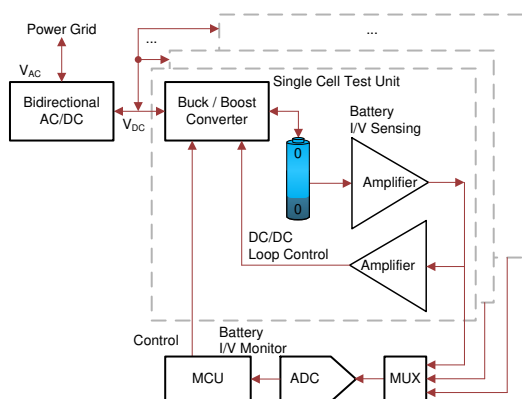 ...
...
Power Grid
V_AC
Bidirectional
AC/DC
V_DC
Single Cell Test Unit
Buck / Boost
Converter
0
0
Battery
I/V Sensing
Amplifier
DC/DC
Loop Control
Amplifier
Control
Battery
I/V Monitor
MCU
ADC
MUX